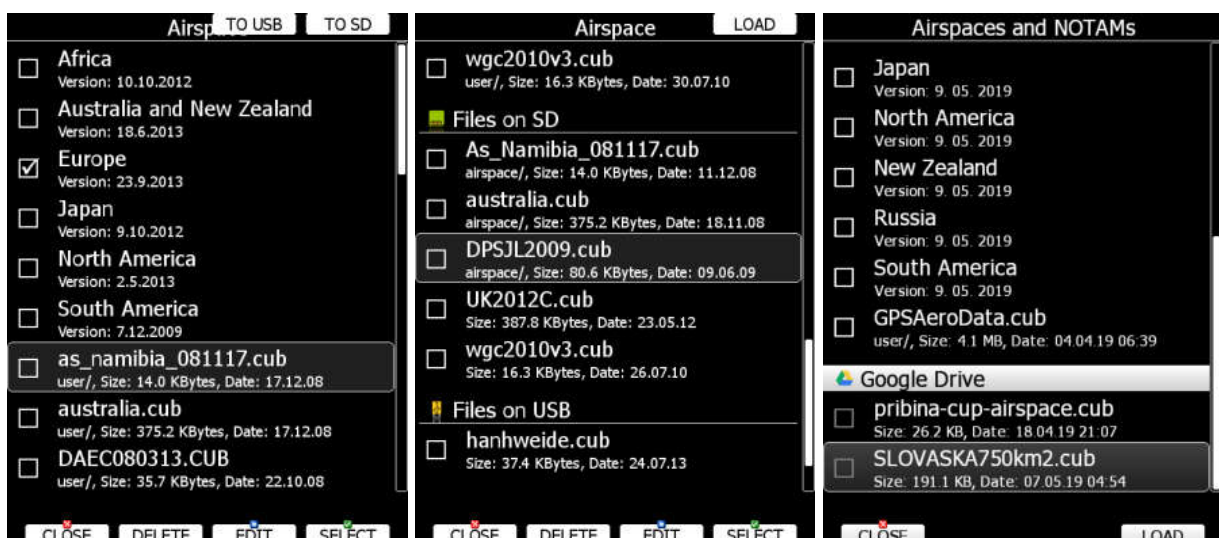 Airspace
TO USB
TO SD
Africa
Version: 10.10.2012
Australia and New Zealand
Version: 18.6.2013
Europe
Version: 23.9.2013
Japan
Version: 9.10.2012
North America
Version: 2.5.2013
South America
Version: 7.12.2009
as_namibia_081117.cub
user/, Size: 14.0 KBytes, Date: 17.12.08
australia.cub
user/, Size: 375.2 KBytes, Date: 17.12.08
DAEC080313.CUB
user/, Size: 35.7 KBytes, Date: 22.10.08
CLOSE
DELETE
EDIT
SELECT
Airspace
LOAD
wgc2010v3.cub
user/, Size: 16.3 KBytes, Date: 30.07.10
Files on SD
As_Namibia_081117.cub
airspace/, Size: 14.0 KBytes, Date: 11.12.08
australia.cub
airspace/, Size: 375.2 KBytes, Date: 18.11.08
DPSJL2009.cub
airspace/, Size: 80.6 KBytes, Date: 09.06.09
UK2012C.cub
Size: 387.8 KBytes, Date: 23.05.12
wgc2010v3.cub
Size: 16.3 KBytes, Date: 26.07.10
Files on USB
hanhweide.cub
Size: 37.4 KBytes, Date: 24.07.13
CLOSE
DELETE
EDIT
SELECT
Airspaces and NOTAMs
Japan
Version: 9. 05. 2019
North America
Version: 9. 05. 2019
New Zealand
Version: 9. 05. 2019
Russia
Version: 9. 05. 2019
South America
Version: 9. 05. 2019
GPSAeroData.cub
user/, Size: 4.1 MB, Date: 04.04.19 06:39
Google Drive
pribina-cup-airspace.cub
Size: 26.2 KB, Date: 18.04.19 21:07
SLOVASKA750km2.cub
Size: 191.1 KB, Date: 07.05.19 04:54
CLOSE
LOAD